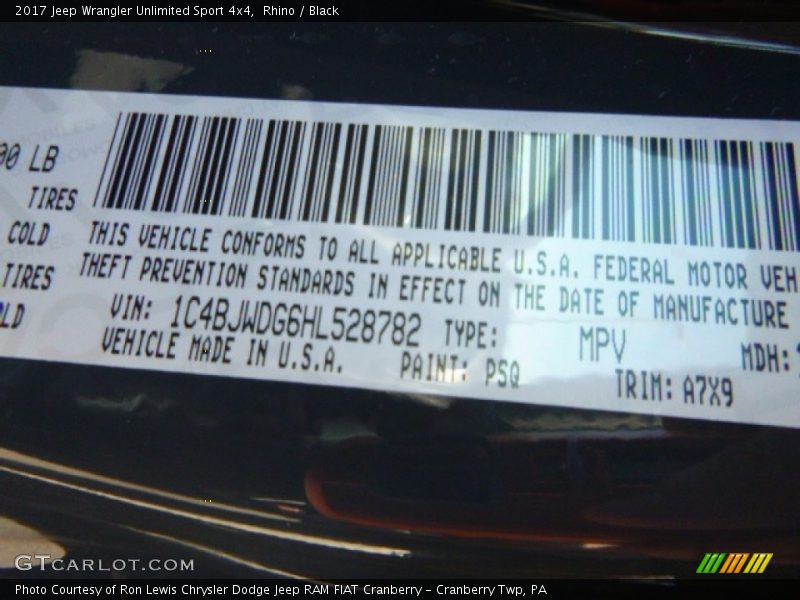 2017 Jeep Wrangler Unlimited Sport 4x4,  Rhino / Black
00 LB
TIRES
COLD
TIRES
THIS VEHICLE CONFORMS TO ALL APPLICABLE U.S.A. FEDERAL MOTOR VEH
THEFT PREVENTION STANDARDS IN EFFECT ON THE DATE OF MANUFACTURE
VIN: 1C4BJWDG6HL528782 TYPE: MPV MDH:
VEHICLE MADE IN U.S.A. PAINT: PSQ TRIM: A7X9
GTCARLOT.COM
Photo Courtesy of Ron Lewis Chrysler Dodge Jeep RAM FIAT Cranberry – Cranberry Twp, PA